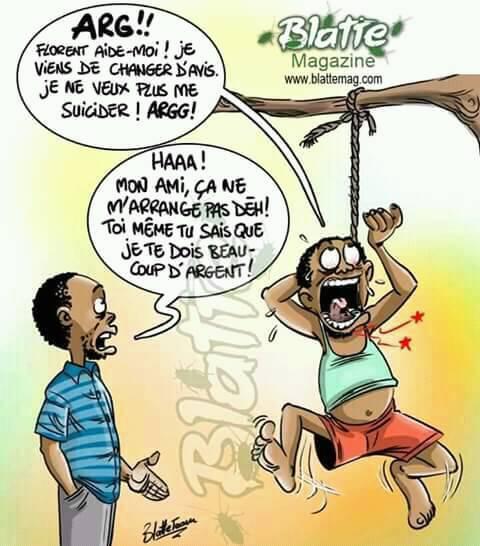 ARG!!
FLORENT AIDE-MOI ! JE
VIENS DE CHANGER D'AVIS.
JE NE VEUX PLUS ME
SUICIDER ! ARGG!
Blatte
Magazine
www.blattemag.com
HAAA !
MON AMI, ÇA NE
M'ARRANGE PAS DÊH!
TOI MÊME TU SAIS QUE
JE TE DOIS BEAU-
COUP D'ARGENT !
Blatte
BlatteTeam